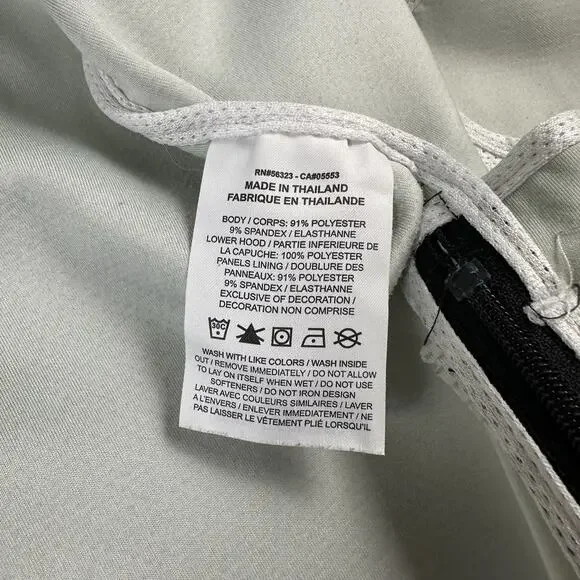 RN#56323 - CA#05553
MADE IN THAILAND
FABRIQUE EN THAILANDE
BODY / CORPS: 91% POLYESTER
9% SPANDEX / ELASTHANNE
LOWER HOOD / PARTIE INFERIEURE DE
LA CAPUCHE: 100% POLYESTER
PANELS LINING / DOUBLURE DES
PANNEAUX: 91% POLYESTER
9% SPANDEX / ELASTHANNE
EXCLUSIVE OF DECORATION /
DECORATION NON COMPRISE
30C
WASH WITH LIKE COLORS / WASH INSIDE
OUT / REMOVE IMMEDIATELY / DO NOT ALLOW
TO LAY ON ITSELF WHEN WET / DO NOT USE
SOFTENERS / DO NOT IRON DESIGN
LAVER AVEC COULEURS SIMILAIRES / LAVER
A L'ENVERS / ENLEVER IMMEDIATEMENT / NE
PAS LAISSER LE VÊTEMENT PLIÉ LORSQU'IL